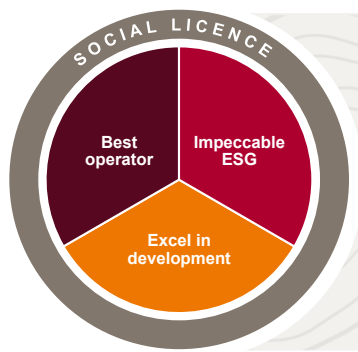 SOCIAL LICENCE
Best
operator
Impeccable
ESG
Excel in
development